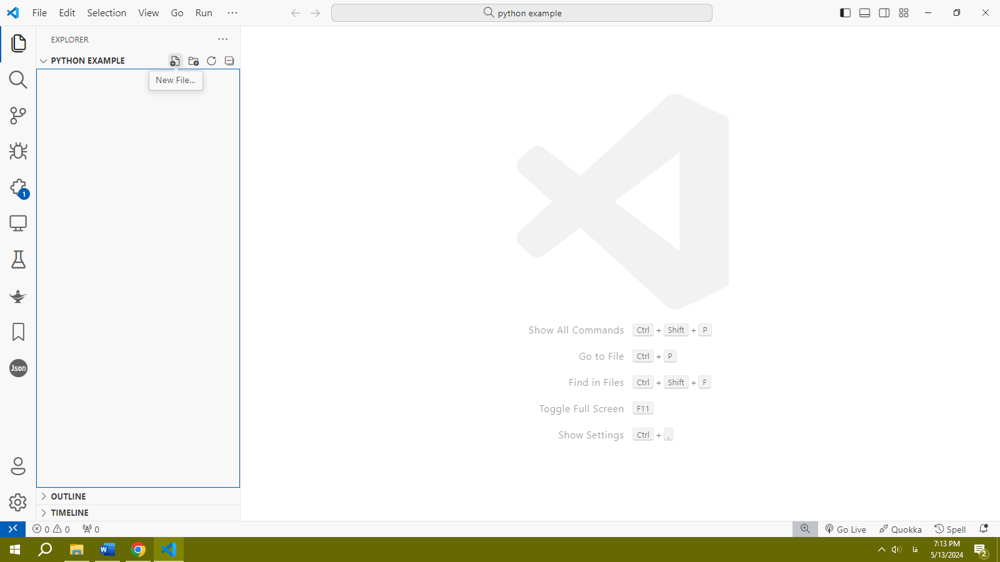 File Edit Selection View Go Run ···
python example
EXPLORER
PYTHON EXAMPLE
New File...
1
Json
Show All Commands Ctrl + Shift + P
Go to File Ctrl + P
Find in Files Ctrl + Shift + F
Toggle Full Screen F11
Show Settings Ctrl + ,
OUTLINE
TIMELINE
0 0 0
Go Live Quokka Spell
W
فا
7:13 PM
5/13/2024
2